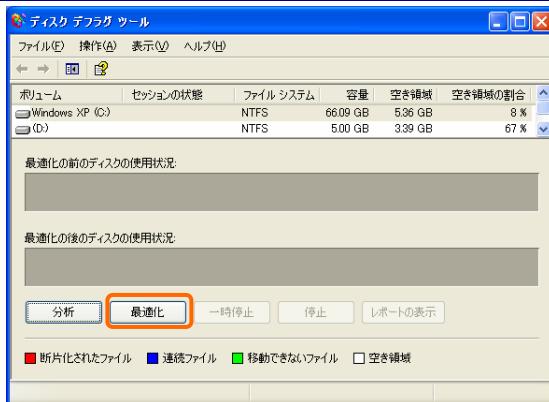 ディスク デフラグ ツール
ファイル(F) 操作(A) 表示(V) ヘルプ(H)
ボリューム セッションの状態 ファイル システム 容量 空き領域 空き領域の割合
Windows XP (C:) NTFS 66.09 GB 5.36 GB 8 %
(D:) NTFS 5.00 GB 3.39 GB 67 %
最適化の前のディスクの使用状況:
最適化の後のディスクの使用状況:
分析 最適化 一時停止 停止 レポートの表示
断片化されたファイル 連続ファイル 移動できないファイル 空き領域